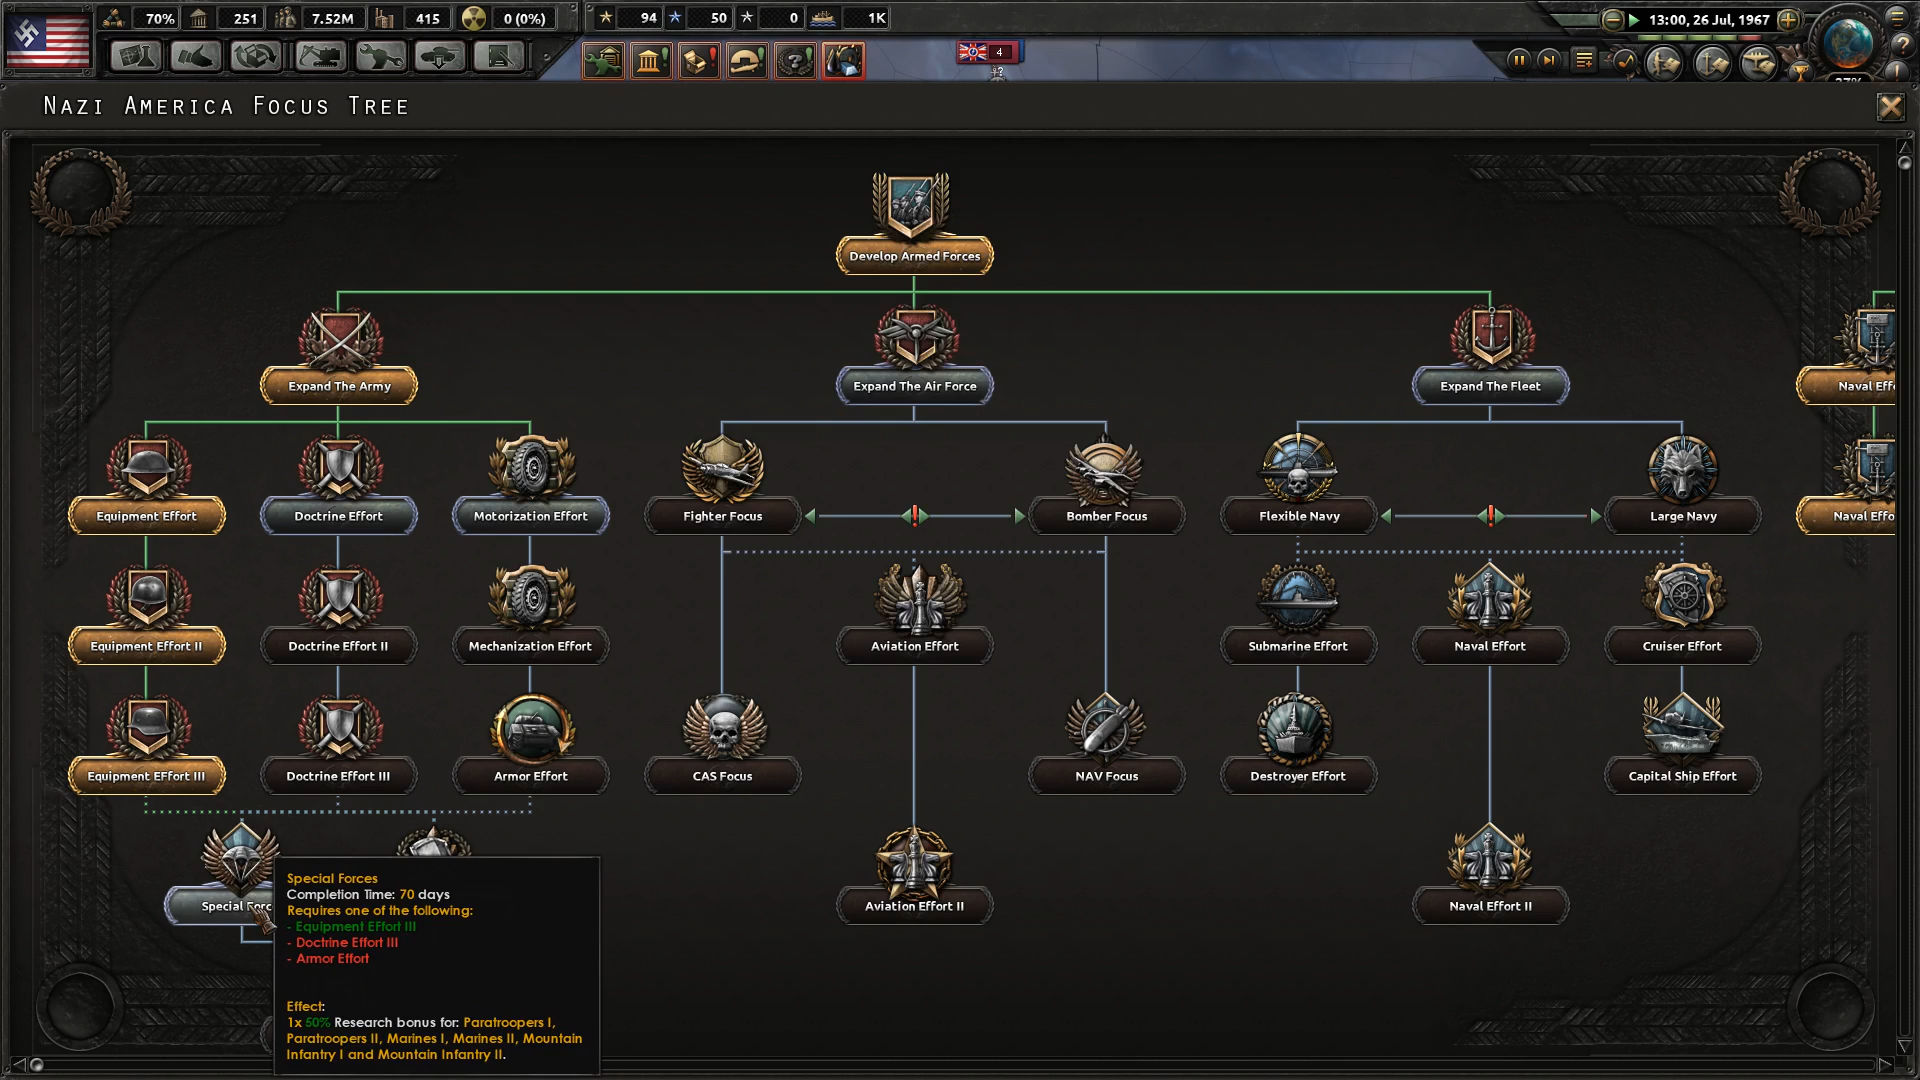 70%
251
7.52M
415
0 (0%)
94
50
0
1K
13:00, 26 Jul, 1967
4
Nazi America Focus Tree
Develop Armed Forces
Expand The Army
Expand The Air Force
Expand The Fleet
Naval Eff
Equipment Effort
Doctrine Effort
Motorization Effort
Fighter Focus
Bomber Focus
Flexible Navy
Large Navy
Naval Effo
Equipment Effort II
Doctrine Effort II
Mechanization Effort
Aviation Effort
Submarine Effort
Naval Effort
Cruiser Effort
Equipment EFfort III
Doctrine Effort III
Armor Effort
CAS Focus
NAV Focus
Destroyer Effort
Capital Ship Effort
Special Forc
Aviation Effort II
Naval Effort II
Special Forces
Completion Time: 70 days
Requires one of the following:
- Equipment EFfort III
- Doctrine Effort III
- Armor Effort
Effect:
1x 50% Research bonus for: Paratroopers I,
Paratroopers II, Marines I, Marines II, Mountain
Infantry I and Mountain Infantry II.